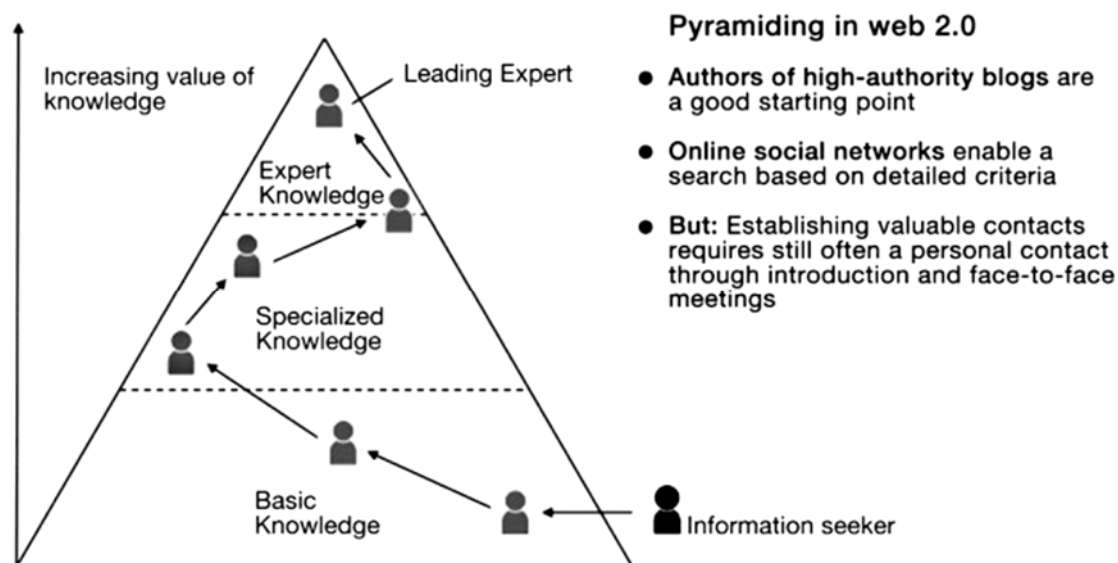 Increasing value of
knowledge
Leading Expert
Expert
Knowledge
Specialized
Knowledge
Basic
Knowledge
Information seeker
Pyramiding in web 2.0
● Authors of high-authority blogs are
a good starting point
● Online social networks enable a
search based on detailed criteria
● But: Establishing valuable contacts
requires still often a personal contact
through introduction and face-to-face
meetings